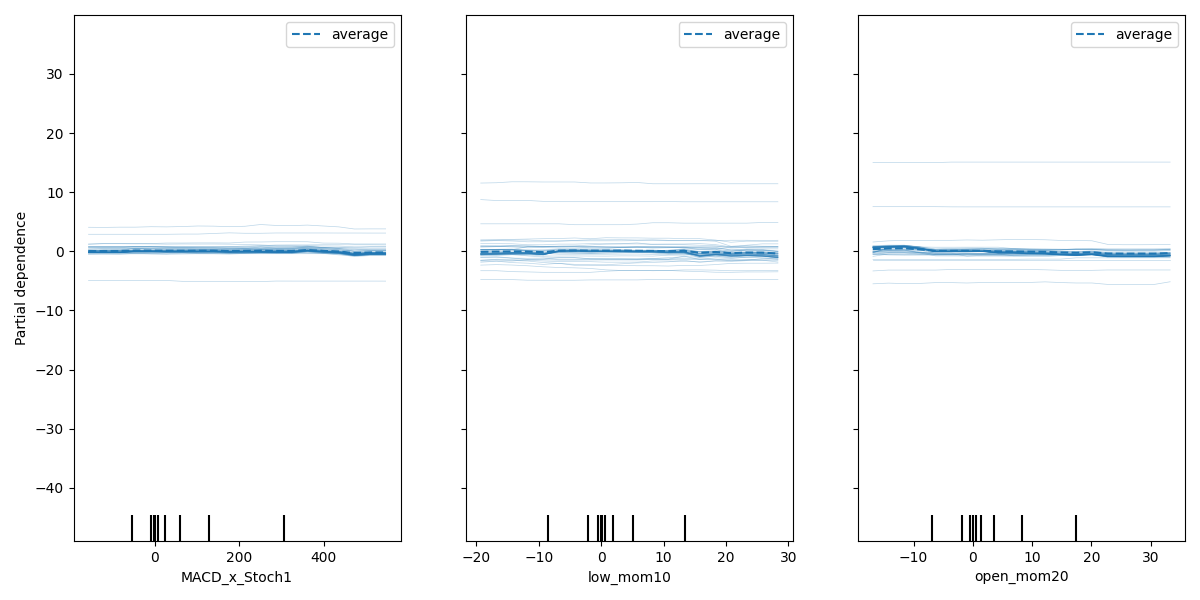 average
average
average
30
20
10
0
−10
−20
−30
−40
Partial dependence
0 200 400
−20 −10 0 10 20 30
−10 0 10 20 30
MACD_x_Stoch1
low_mom10
open_mom20